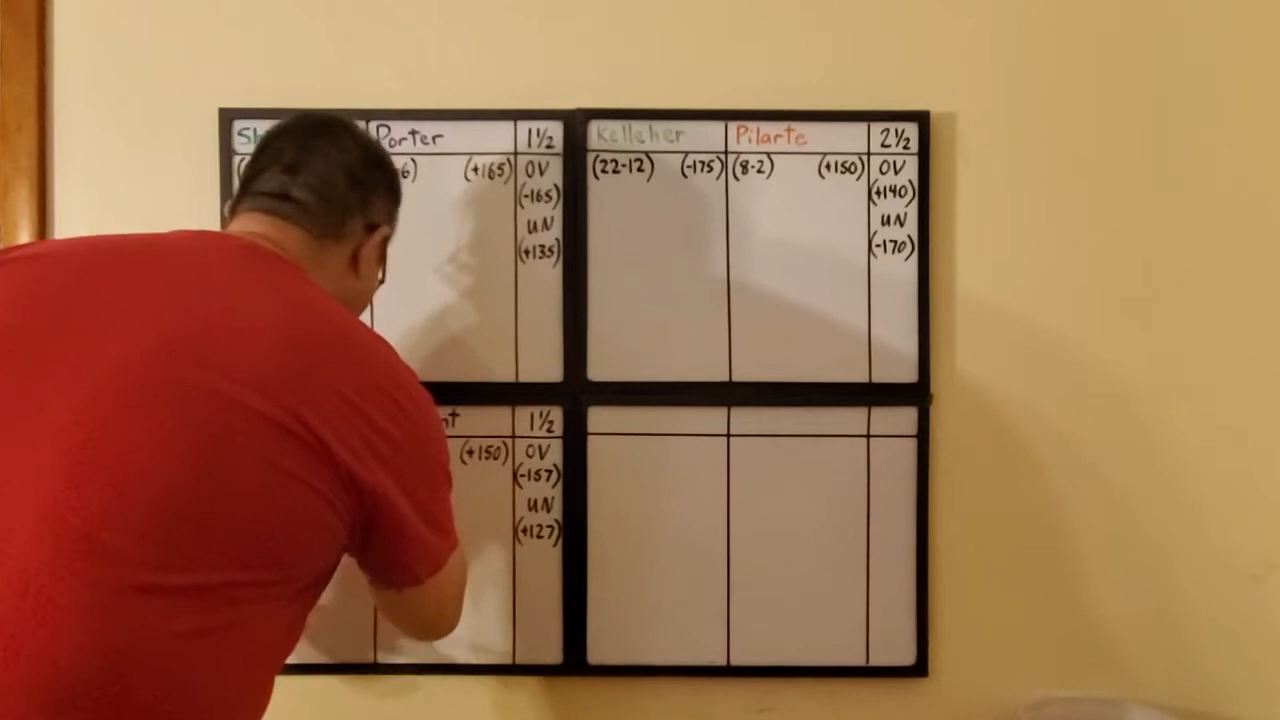 Porter 1½
(+165) OV
(-165)
UN
(+135)
Kelleher Pilarte 2½
(22-12) (-175) (8-2) (+150) OV
(+140)
UN
(-170)
1½
(+150) OV
(-157)
UN
(+127)